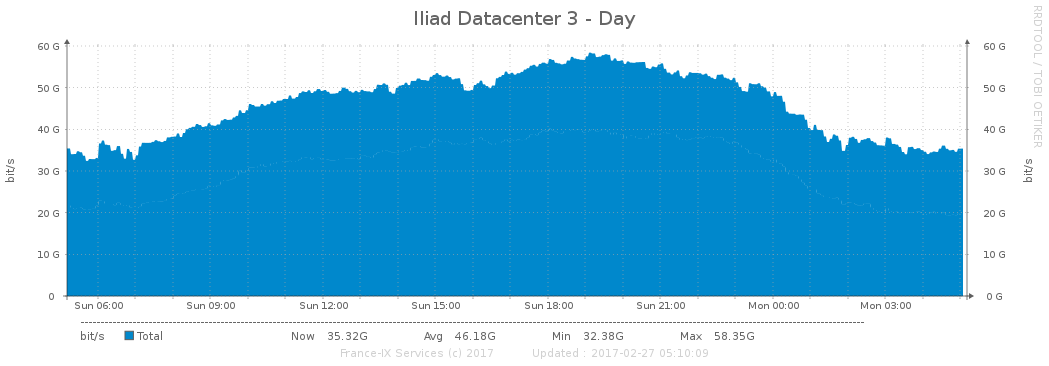 Iliad Datacenter 3 - Day
RRDTOOL / TOBI OETIKER
60 G 60 G
50 G 50 G
40 G 40 G
30 G 30 G
20 G 20 G
10 G 10 G
0 0 G
bit/s
bit/s
Sun 06:00 Sun 09:00 Sun 12:00 Sun 15:00 Sun 18:00 Sun 21:00 Mon 00:00 Mon 03:00
bit/s Total Now 35.32G Avg 46.18G Min 32.38G Max 58.35G
France-IX Services (c) 2017 Updated : 2017-02-27 05:10:09